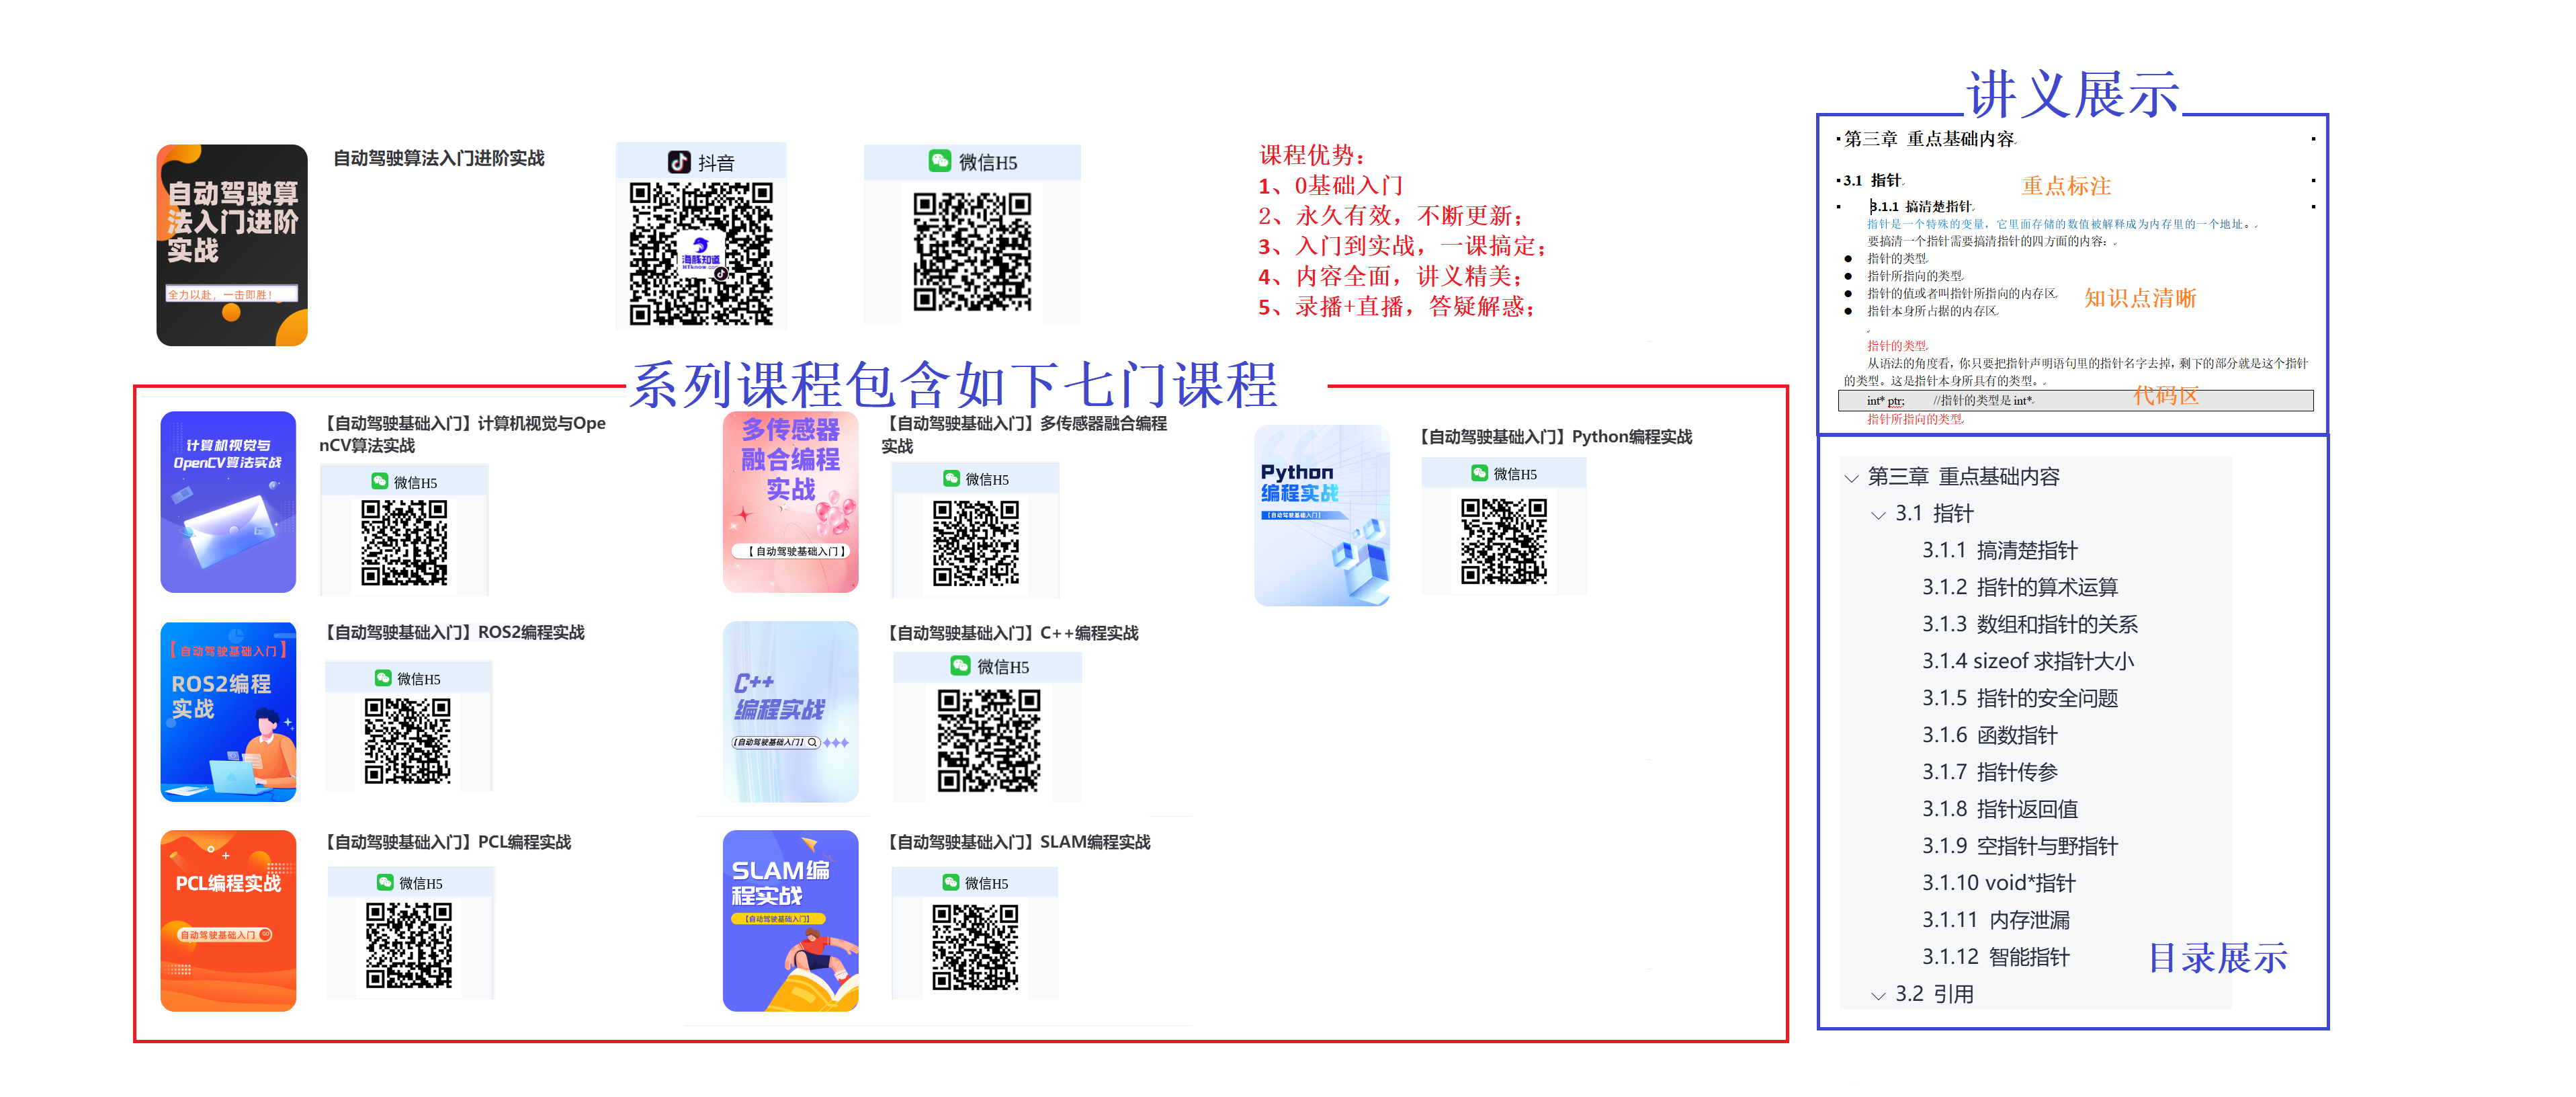 自动驾驶算
法入门进阶
实战
全力以赴，一击即胜！
自动驾驶算法入门进阶实战
抖音
海豚知道
微信H5
课程优势：
1、0基础入门
2、永久有效，不断更新；
3、入门到实战，一课搞定；
4、内容全面，讲义精美；
5、录播+直播，答疑解惑；
系列课程包含如下七门课程
计算机视觉与
OpenCV算法实战
【自动驾驶基础入门】计算机视觉与Ope
nCV算法实战
微信H5
多传感器
融合编程
实战
【自动驾驶基础入门】
【自动驾驶基础入门】多传感器融合编程
实战
微信H5
Python
编程实战
【自动驾驶基础入门】
【自动驾驶基础入门】Python编程实战
微信H5
【自动驾驶基础入门】
ROS2编程
实战
【自动驾驶基础入门】ROS2编程实战
微信H5
C++
编程实战
【自动驾驶基础入门】
【自动驾驶基础入门】C++编程实战
微信H5
PCL编程实战
自动驾驶基础入门
GO
【自动驾驶基础入门】PCL编程实战
微信H5
SLAM编
程实战
【自动驾驶基础入门】
【自动驾驶基础入门】SLAM编程实战
微信H5
讲义展示
第三章 重点基础内容
3.1 指针
重点标注
3.1.1 搞清楚指针
指针是一个特殊的变量，它里面存储的数值被解释成为内存里的一个地址。
要搞清一个指针需要搞清指针的四方面的内容：
● 指针的类型
● 指针所指向的类型
● 指针的值或者叫指针所指向的内存区
知识点清晰
● 指针本身所占据的内存区
指针的类型
从语法的角度看，你只要把指针声明语句里的指针名字去掉，剩下的部分就是这个指针
的类型。这是指针本身所具有的类型。
代码区
int* ptr; //指针的类型是 int*
指针所指向的类型
第三章 重点基础内容
3.1 指针
3.1.1 搞清楚指针
3.1.2 指针的算术运算
3.1.3 数组和指针的关系
3.1.4 sizeof 求指针大小
3.1.5 指针的安全问题
3.1.6 函数指针
3.1.7 指针传参
3.1.8 指针返回值
3.1.9 空指针与野指针
3.1.10 void*指针
3.1.11 内存泄漏
3.1.12 智能指针
目录展示
3.2 引用